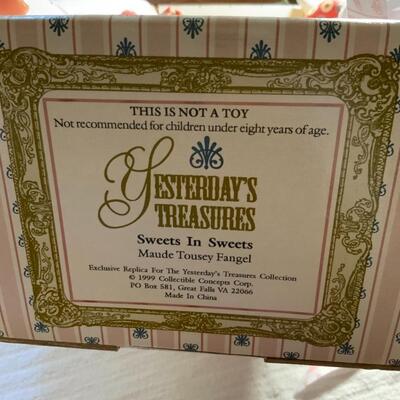 THIS IS NOT A TOY
Not recommended for children under eight years of age.
YESTERDAY'S
TREASURES
Sweets In Sweets
Maude Tousey Fangel
Exclusive Replica For The Yesterday's Treasures Collection
© 1999 Collectible Concepts Corp.
PO Box 581, Great Falls VA 22066
Made In China